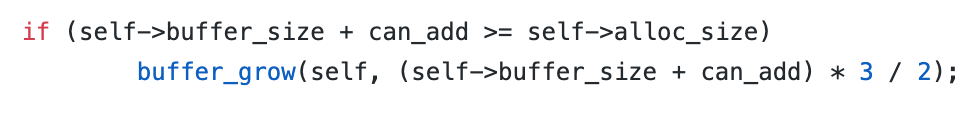 if (self->buffer_size + can_add >= self->alloc_size)
        buffer_grow(self, (self->buffer_size + can_add) * 3 / 2);